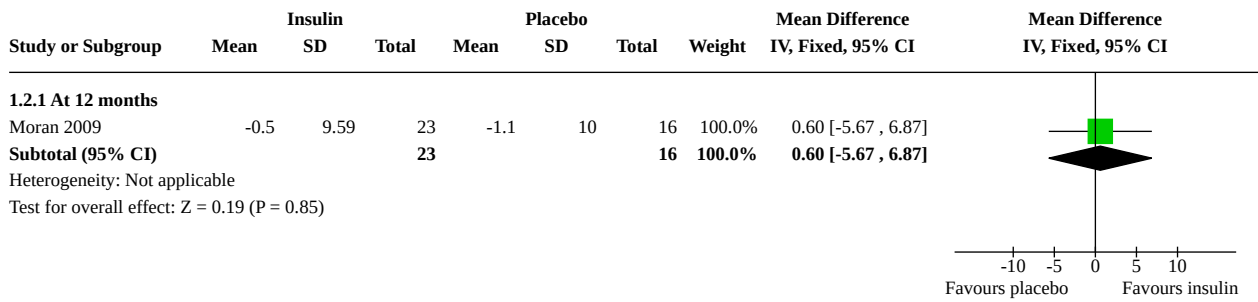 Insulin Placebo Mean Difference Mean Difference
Study or Subgroup Mean SD Total Mean SD Total Weight IV, Fixed, 95% CI IV, Fixed, 95% CI
1.2.1 At 12 months
Moran 2009 -0.5 9.59 23 -1.1 10 16 100.0% 0.60 [-5.67 , 6.87]
Subtotal (95% CI) 23 16 100.0% 0.60 [-5.67 , 6.87]
Heterogeneity: Not applicable
Test for overall effect: Z = 0.19 (P = 0.85)
-10 -5 0 5 10
Favours placebo Favours insulin